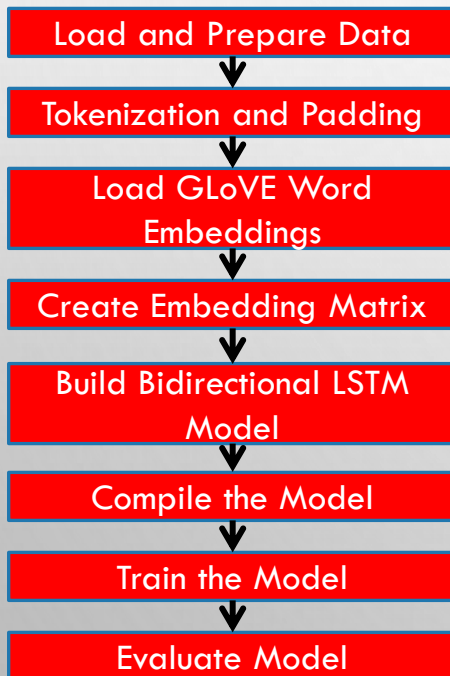 Load and Prepare Data
Tokenization and Padding
Load GLoVE Word
Embeddings
Create Embedding Matrix
Build Bidirectional LSTM
Model
Compile the Model
Train the Model
Evaluate Model